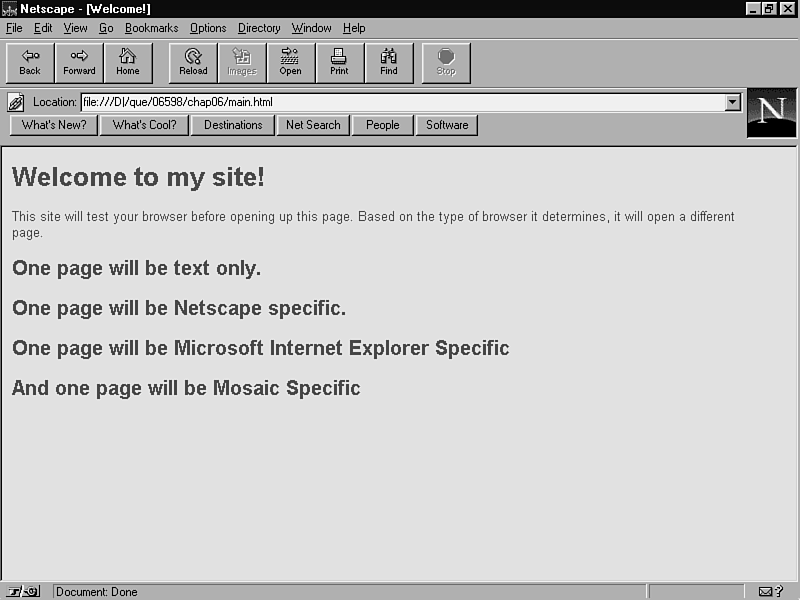 Netscape - [Welcome!]
File Edit View Go Bookmarks Options Directory Window Help
Back Forward Home Reload Images Open Print Find Stop
Location: file:///D|/que/06598/chap06/main.html
N
What's New? What's Cool? Destinations Net Search People Software
Welcome to my site!
This site will test your browser before opening up this page. Based on the type of browser it determines, it will open a different
page.
One page will be text only.
One page will be Netscape specific.
One page will be Microsoft Internet Explorer Specific
And one page will be Mosaic Specific
Document: Done
?